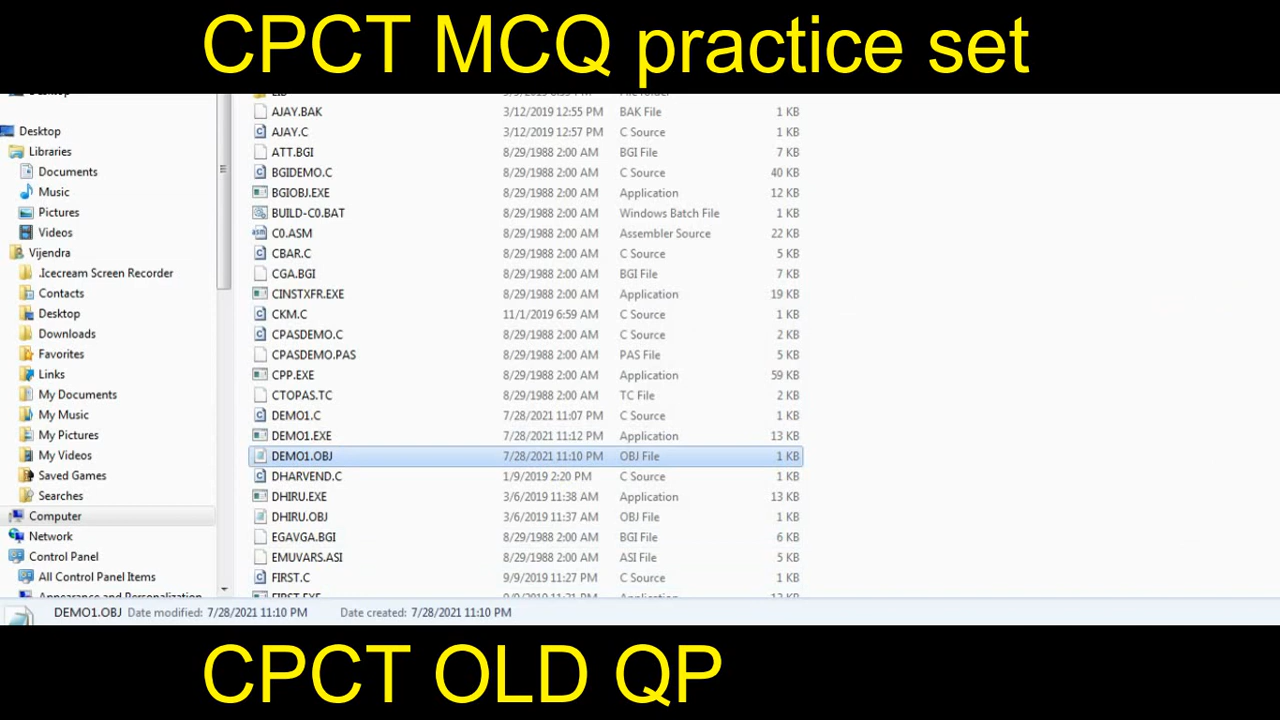 CPCT MCQ practice set
Desktop
Libraries
Documents
Music
Pictures
Videos
Vijendra
.Icecream Screen Recorder
Contacts
Desktop
Downloads
Favorites
Links
My Documents
My Music
My Pictures
My Videos
Saved Games
Searches
Computer
Network
Control Panel
All Control Panel Items
Appearance and Personalization
AJAY.BAK 3/12/2019 12:55 PM BAK File 1 KB
AJAY.C 3/12/2019 12:57 PM C Source 1 KB
ATT.BGI 8/29/1988 2:00 AM BGI File 7 KB
BGIDEMO.C 8/29/1988 2:00 AM C Source 40 KB
BGIOBJ.EXE 8/29/1988 2:00 AM Application 12 KB
BUILD-C0.BAT 8/29/1988 2:00 AM Windows Batch File 1 KB
C0.ASM 8/29/1988 2:00 AM Assembler Source 22 KB
CBAR.C 8/29/1988 2:00 AM C Source 5 KB
CGA.BGI 8/29/1988 2:00 AM BGI File 7 KB
CINSTXFR.EXE 8/29/1988 2:00 AM Application 19 KB
CKM.C 11/1/2019 6:59 AM C Source 1 KB
CPASDEMO.C 8/29/1988 2:00 AM C Source 2 KB
CPASDEMO.PAS 8/29/1988 2:00 AM PAS File 5 KB
CPP.EXE 8/29/1988 2:00 AM Application 59 KB
CTOPAS.TC 8/29/1988 2:00 AM TC File 2 KB
DEMO1.C 7/28/2021 11:07 PM C Source 1 KB
DEMO1.EXE 7/28/2021 11:12 PM Application 13 KB
DEMO1.OBJ 7/28/2021 11:10 PM OBJ File 1 KB
DHARVEND.C 1/9/2019 2:20 PM C Source 1 KB
DHIRU.EXE 3/6/2019 11:38 AM Application 13 KB
DHIRU.OBJ 3/6/2019 11:37 AM OBJ File 1 KB
EGAVGA.BGI 8/29/1988 2:00 AM BGI File 6 KB
EMUVARS.ASI 8/29/1988 2:00 AM ASI File 5 KB
FIRST.C 9/9/2019 11:27 PM C Source 1 KB
FIRST.EXE 9/9/2019 11:31 PM Application 13 KB
DEMO1.OBJ Date modified: 7/28/2021 11:10 PM Date created: 7/28/2021 11:10 PM
CPCT OLD QP